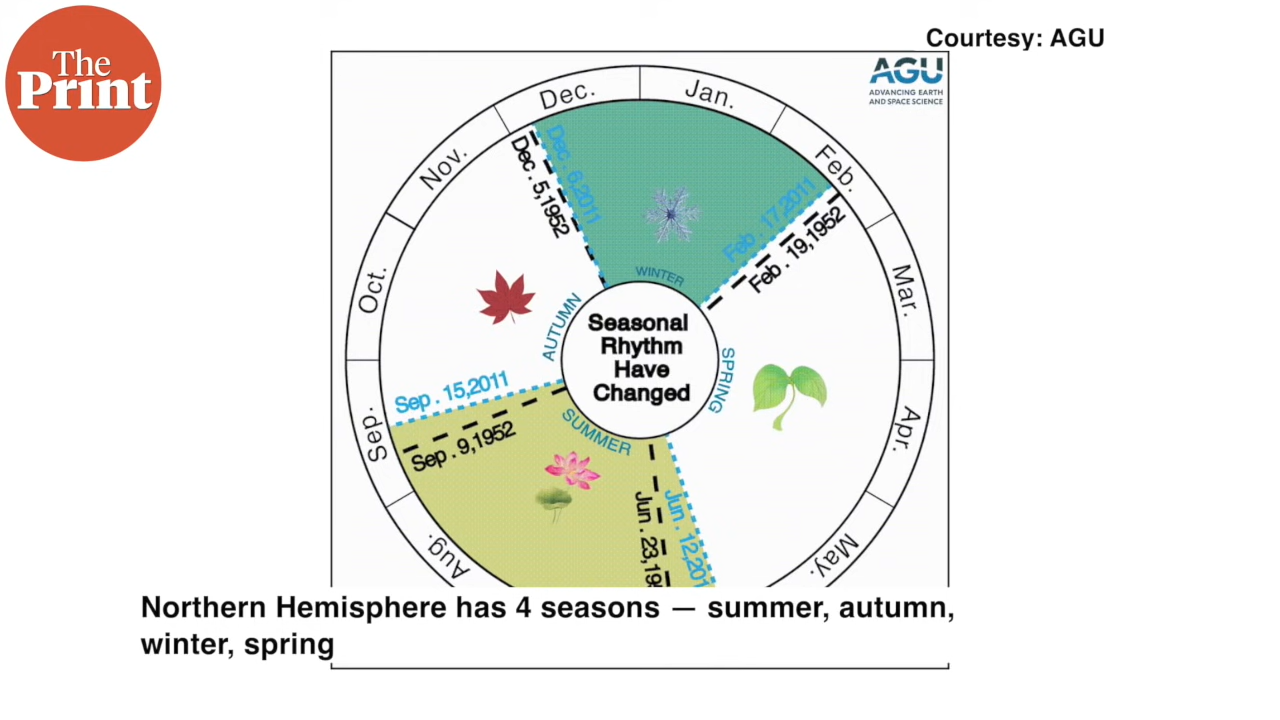 The
Print
Courtesy: AGU
AGU
ADVANCING EARTH
AND SPACE SCIENCE
Dec.
Jan.
Nov.
Feb.
Dec . 5,1952
Dec . 6,2011
Feb . 17,2011
Feb . 19,1952
Oct.
Mar.
WINTER
AUTUMN
Seasonal
Rhythm
Have
Changed
SPRING
Sep . 15,2011
Sep . 9,1952
Sep.
Apr.
SUMMER
Jun . 23,19
Jun . 12,201
Aug.
May.
Northern Hemisphere has 4 seasons — summer, autumn,
winter, spring